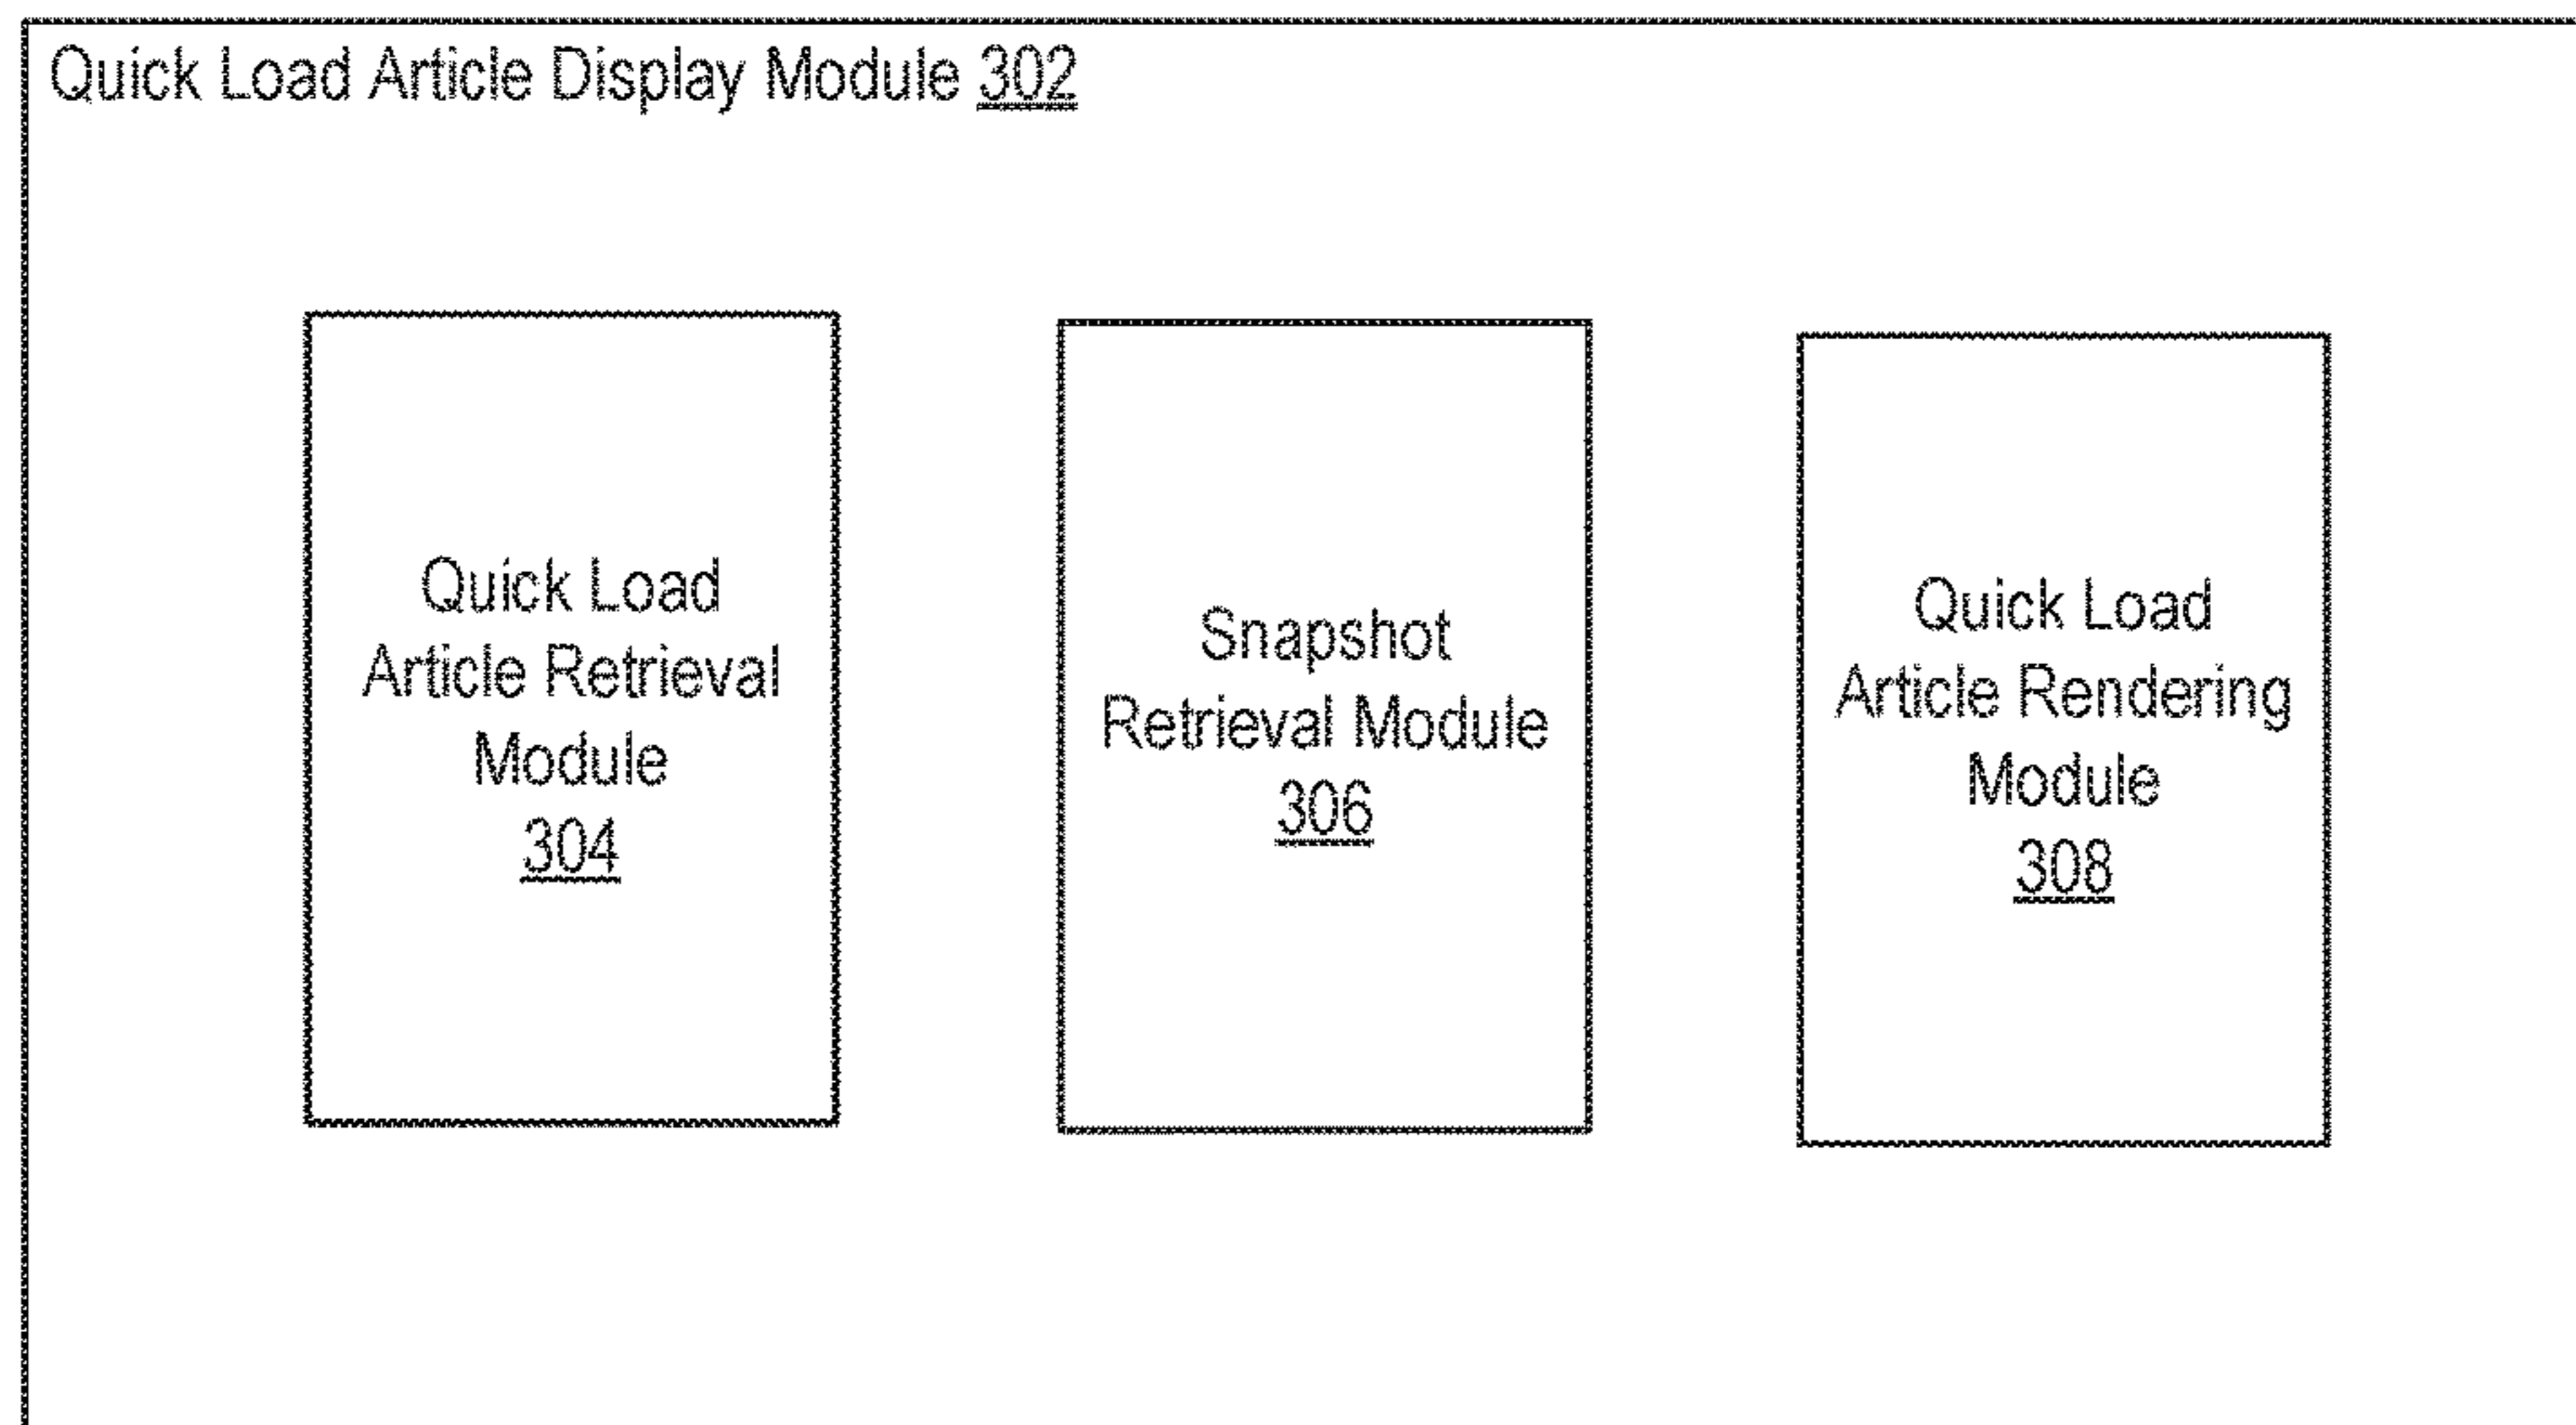 Quick Load Article Display Module 302
Quick Load
Article Retrieval
Module
304
Snapshot
Retrieval Module
306
Quick Load
Article Rendering
Module
308